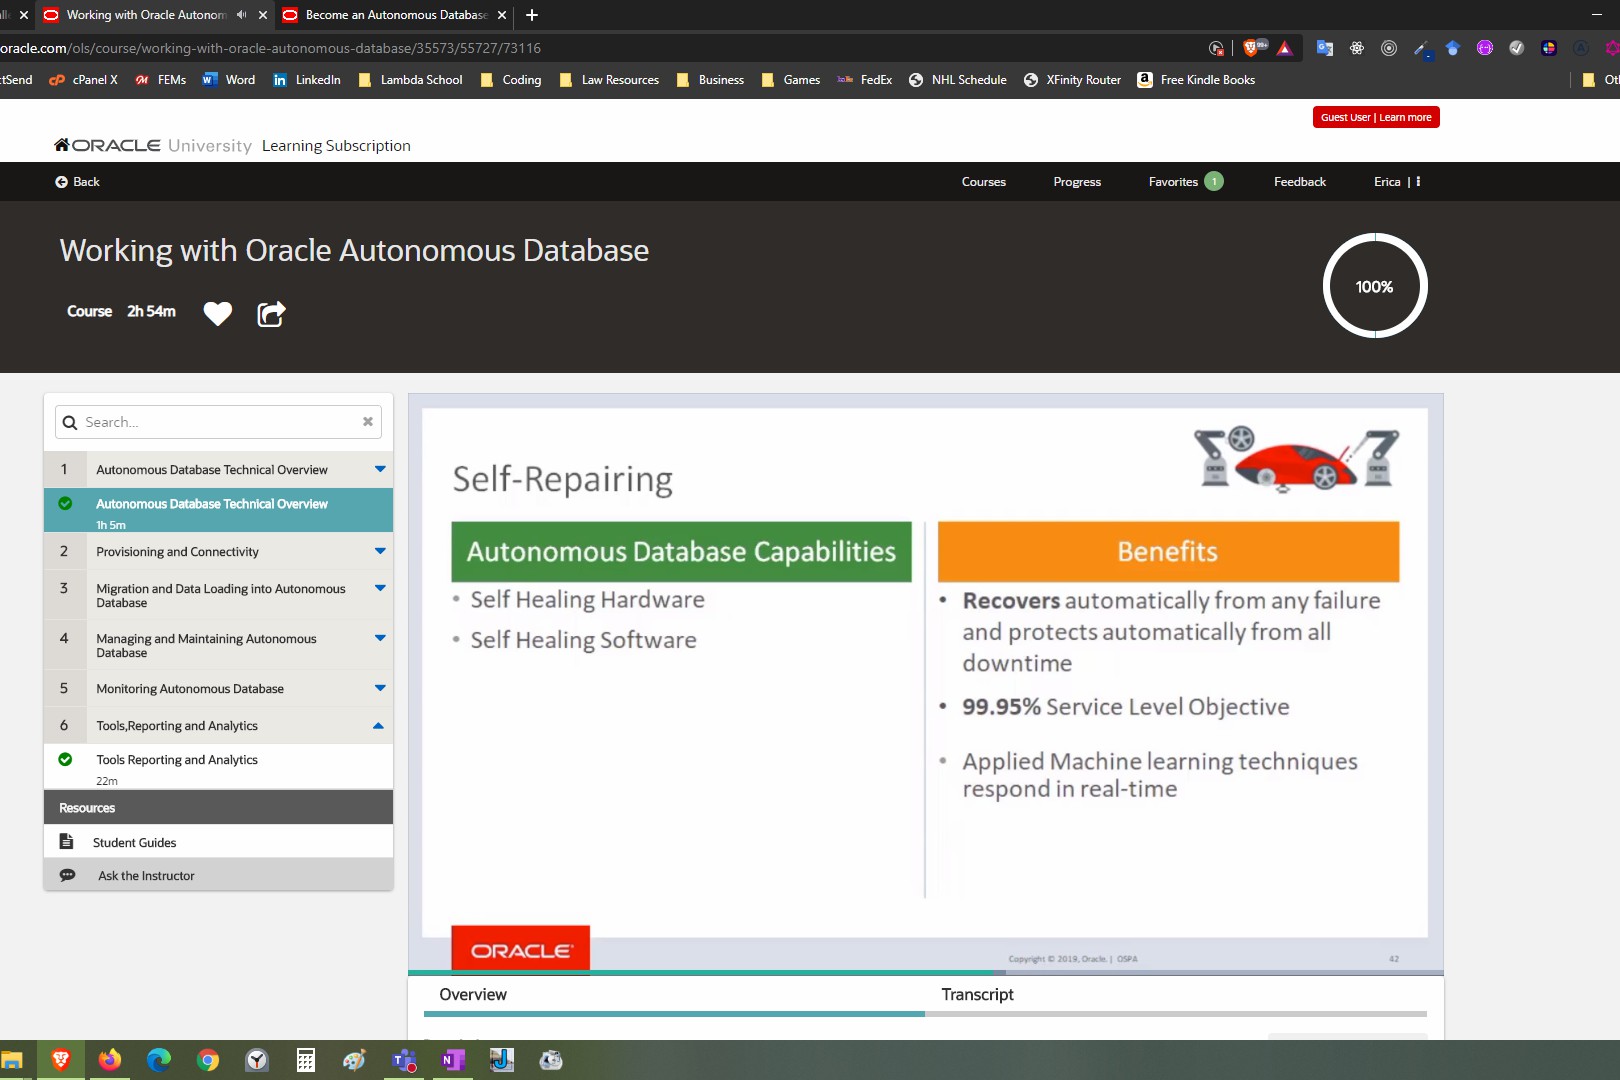 Working with Oracle Autonom
Become an Autonomous Database
oracle.com/ols/course/working-with-oracle-autonomous-database/35573/55727/73116
99+
ctSend
cPanel X
FEMs
Word
LinkedIn
Lambda School
Coding
Law Resources
Business
Games
FedEx
NHL Schedule
XFinity Router
Free Kindle Books
Guest User | Learn more
ORACLE University Learning Subscription
Back
Courses
Progress
Favorites 1
Feedback
Erica |
Working with Oracle Autonomous Database
Course 2h 54m
100%
Search...
1 Autonomous Database Technical Overview
Autonomous Database Technical Overview
1h 5m
2 Provisioning and Connectivity
3 Migration and Data Loading into Autonomous
Database
4 Managing and Maintaining Autonomous
Database
5 Monitoring Autonomous Database
6 Tools,Reporting and Analytics
Tools Reporting and Analytics
22m
Resources
Student Guides
Ask the Instructor
Self-Repairing
Autonomous Database Capabilities
• Self Healing Hardware
• Self Healing Software
Benefits
• Recovers automatically from any failure
and protects automatically from all
downtime
• 99.95% Service Level Objective
• Applied Machine learning techniques
respond in real-time
ORACLE
Copyright © 2019, Oracle. | OSPA
42
Overview
Transcript